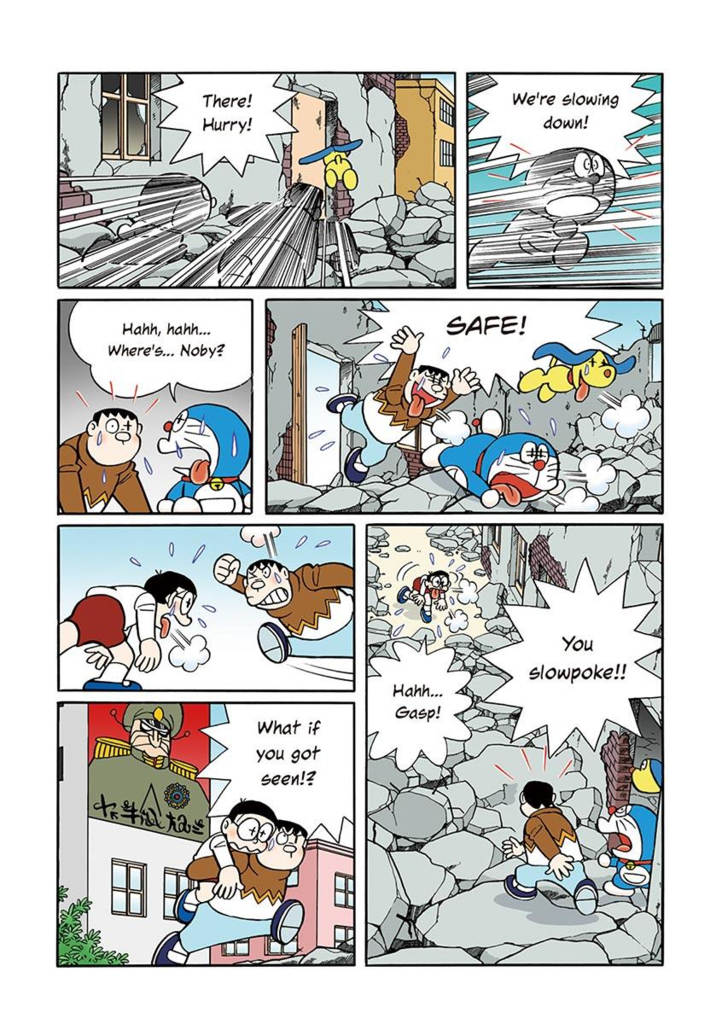 There!
Hurry!
We're slowing
down!
Hahh, hahh...
Where's... Noby?
SAFE!
You
slowpoke!!
Hahh...
Gasp!
What if
you got
seen!?